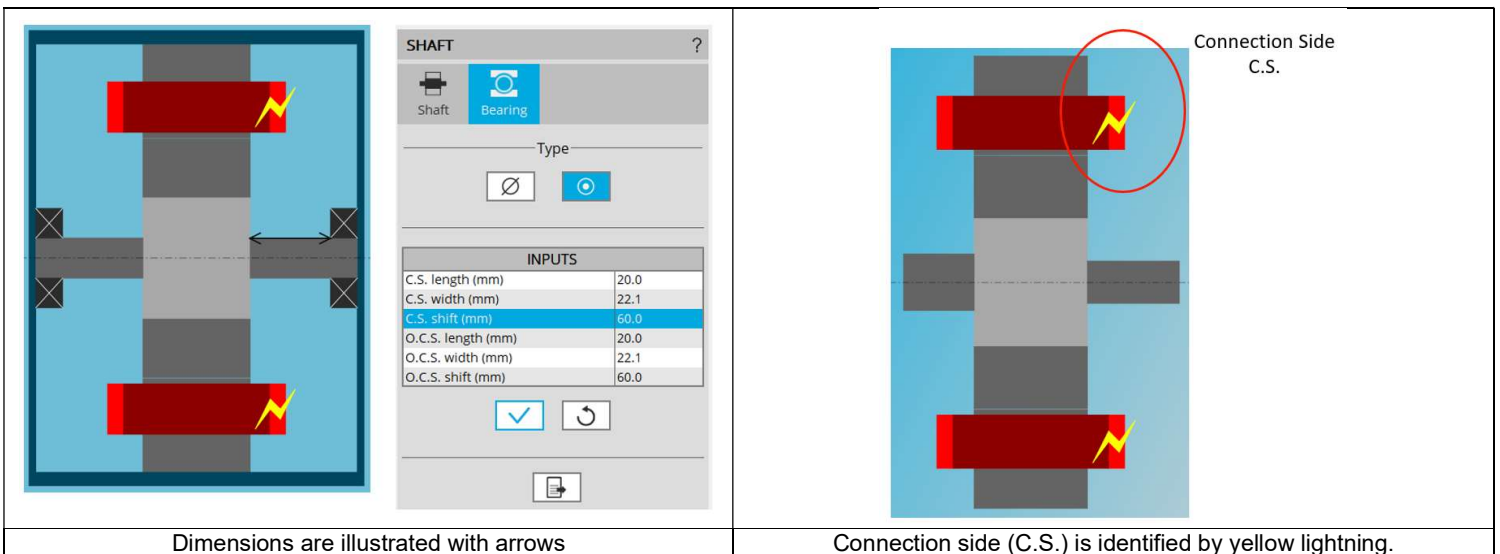 SHAFT ?
Shaft Bearing
Type
INPUTS
C.S. length (mm) 20.0
C.S. width (mm) 22.1
C.S. shift (mm) 60.0
O.C.S. length (mm) 20.0
O.C.S. width (mm) 22.1
O.C.S. shift (mm) 60.0
Dimensions are illustrated with arrows
Connection Side
C.S.
Connection side (C.S.) is identified by yellow lightning.